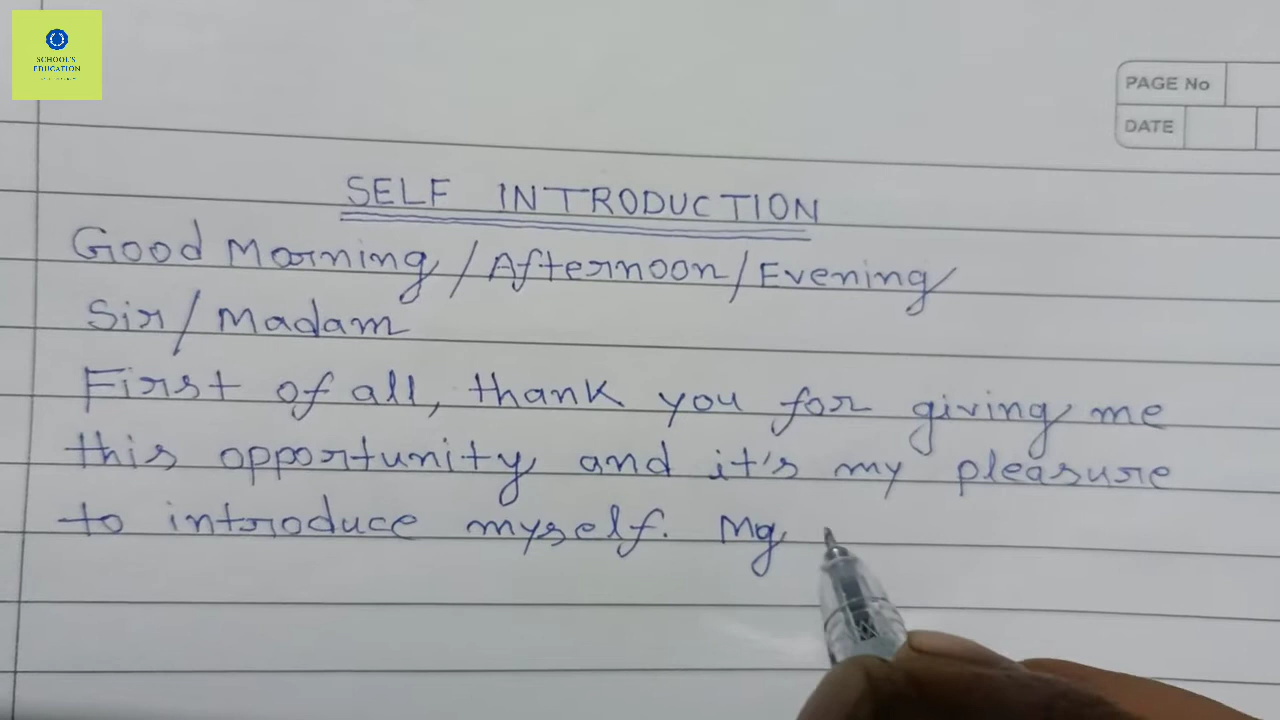 SCHOOL'S
EDUCATION
PAGE No
DATE
SELF INTRODUCTION
Good Morning/Afternoon/Evening
Sir/Madam
First of all, thank you for giving me
this opportunity and it's my pleasure
to introduce myself. My